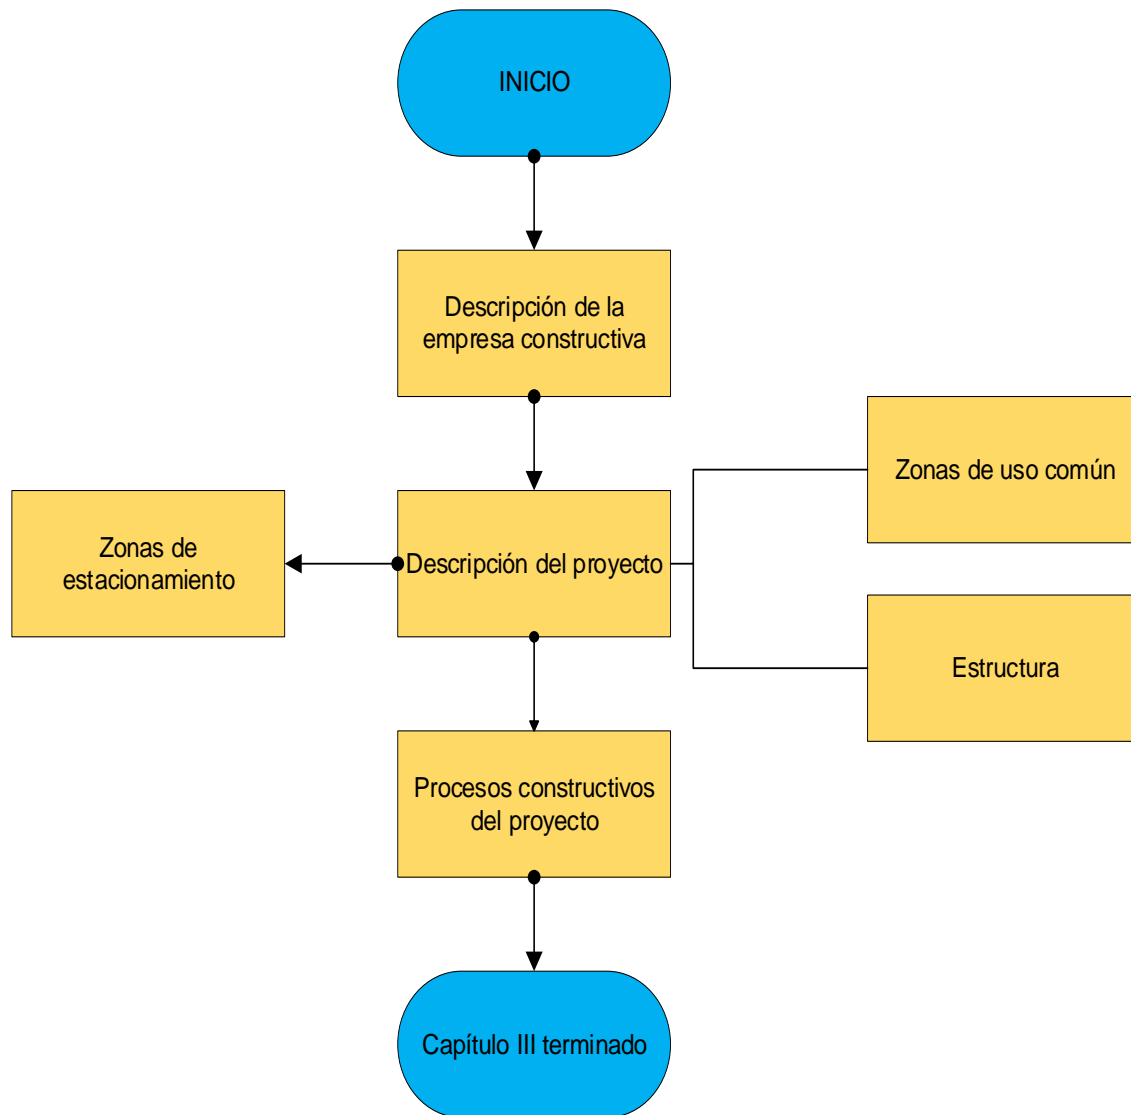 INICIO
Descripción de la
empresa constructiva
Zonas de uso común
Zonas de
estacionamiento
Descripción del proyecto
Estructura
Procesos constructivos
del proyecto
Capítulo III terminado